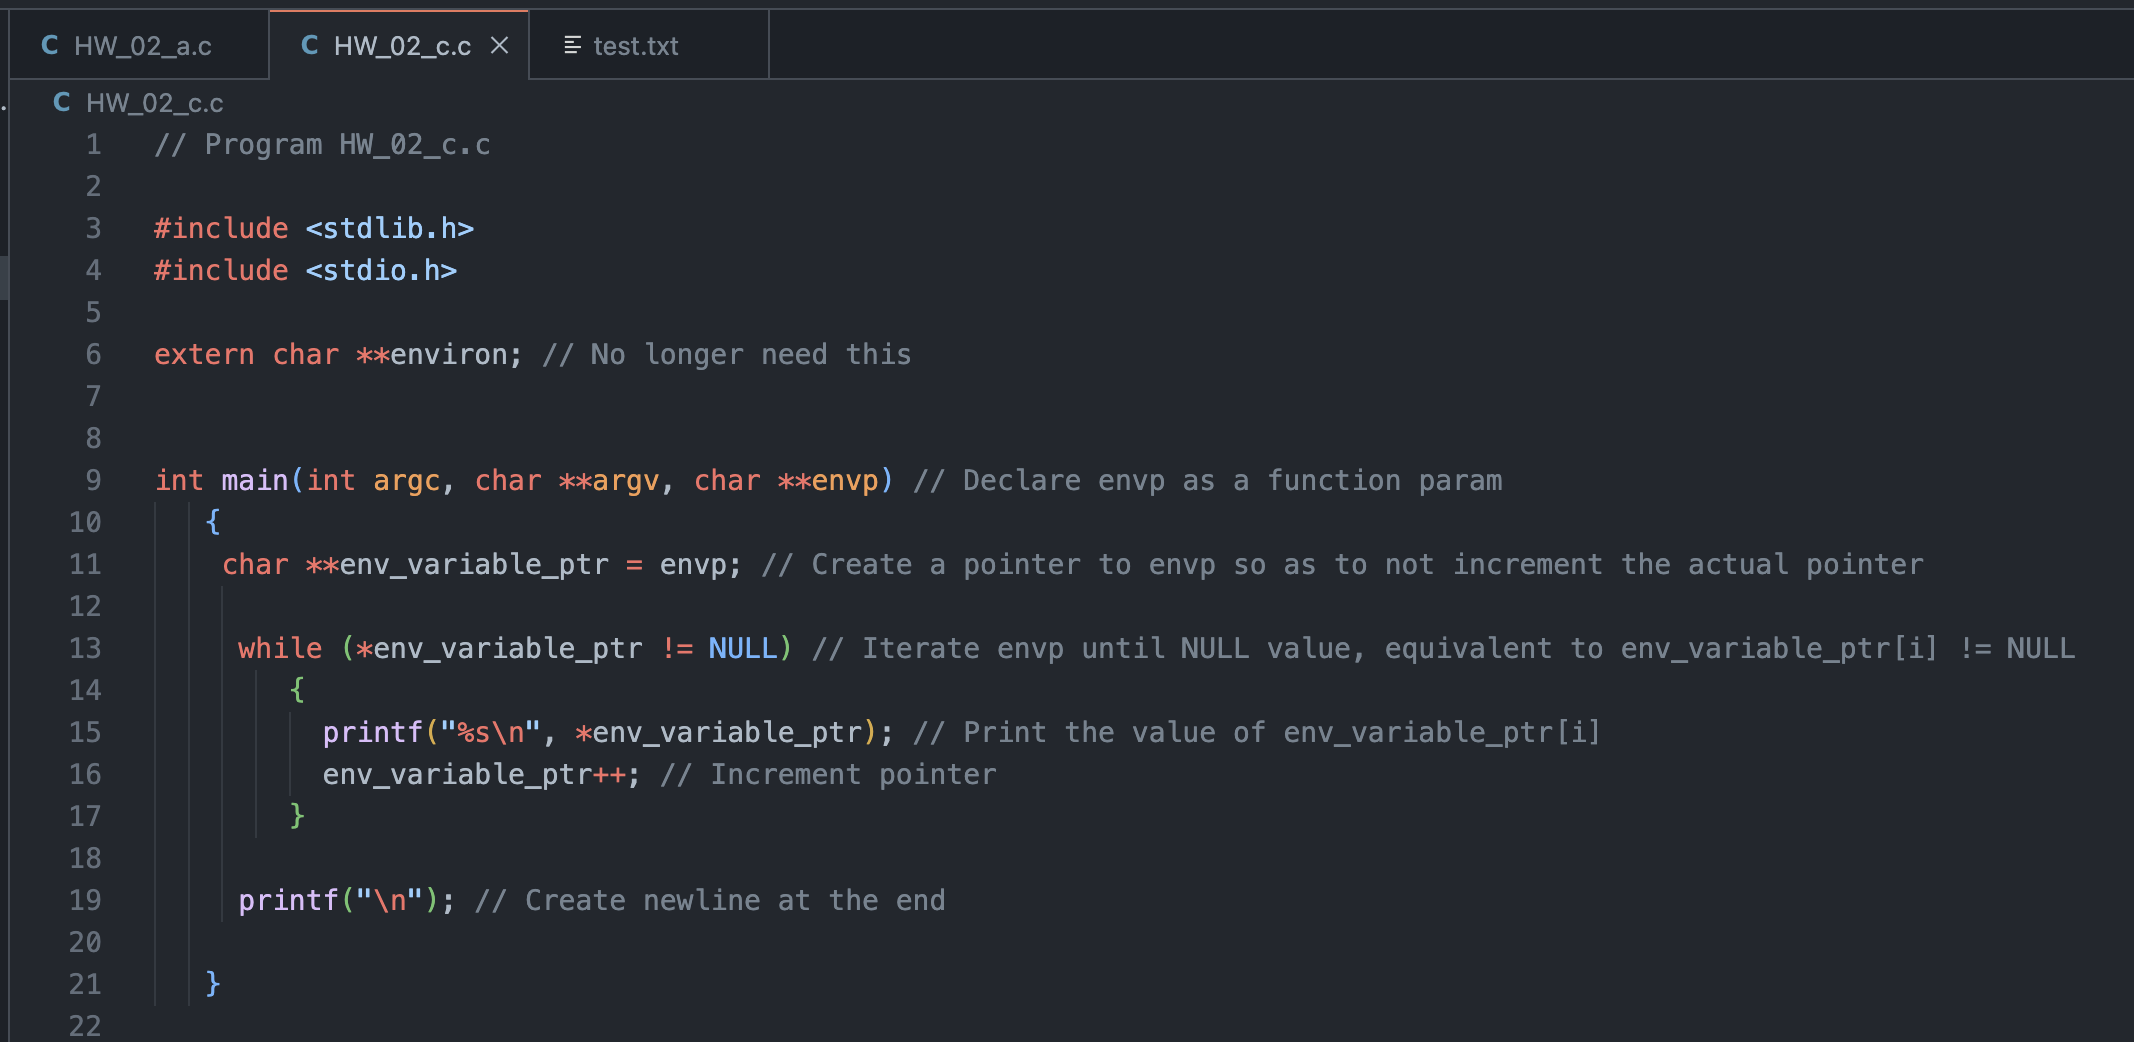 C HW_02_a.c
C HW_02_c.c
test.txt
C HW_02_c.c
1 // Program HW_02_c.c
2
3 #include <stdlib.h>
4 #include <stdio.h>
5
6 extern char **environ; // No longer need this
7
8
9 int main(int argc, char **argv, char **envp) // Declare envp as a function param
10 {
11 char **env_variable_ptr = envp; // Create a pointer to envp so as to not increment the actual pointer
12
13 while (*env_variable_ptr != NULL) // Iterate envp until NULL value, equivalent to env_variable_ptr[i] != NULL
14 {
15 printf("%s\n", *env_variable_ptr); // Print the value of env_variable_ptr[i]
16 env_variable_ptr++; // Increment pointer
17 }
18
19 printf("\n"); // Create newline at the end
20
21 }
22